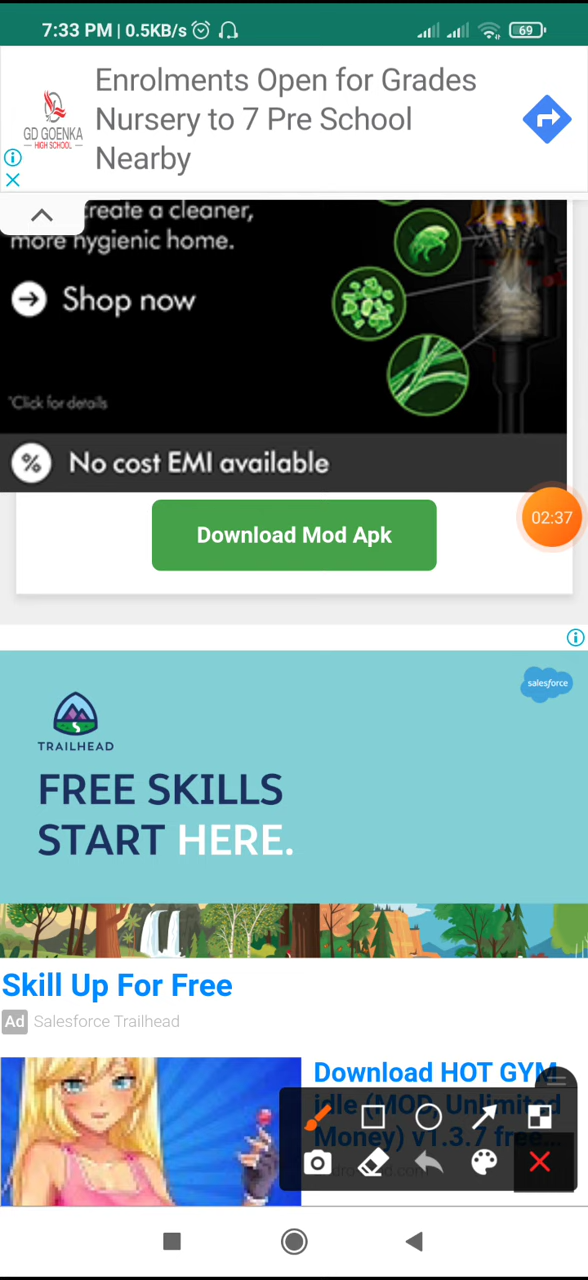 7:33 PM | 0.5KB/s
69
Enrolments Open for Grades
Nursery to 7 Pre School
Nearby
GD GOENKA
HIGH SCHOOL
create a cleaner,
more hygienic home.
Shop now
*Click for details
% No cost EMI available
Download Mod Apk
02:37
salesforce
TRAILHEAD
FREE SKILLS
START HERE.
Skill Up For Free
Ad Salesforce Trailhead
Download HOT GYM
idle (MOD, Unlimited
Money) v1.3.7 free...